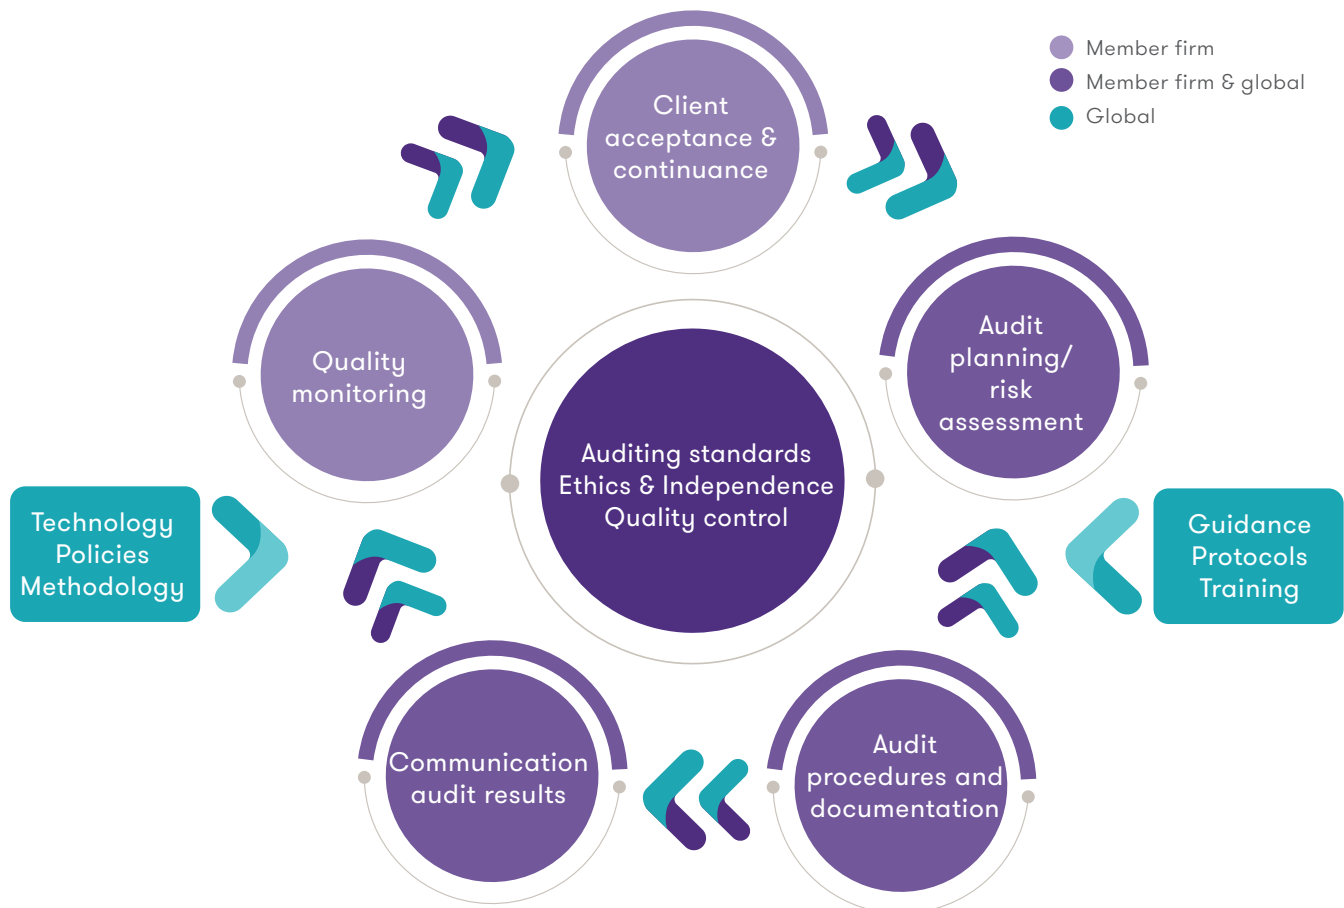 Member firm
Member firm & global
Global
Client
acceptance &
continuance
Audit
planning/
risk
assessment
Quality
monitoring
Auditing standards
Ethics & Independence
Quality control
Technology
Policies
Methodology
Guidance
Protocols
Training
Communication
audit results
Audit
procedures and
documentation